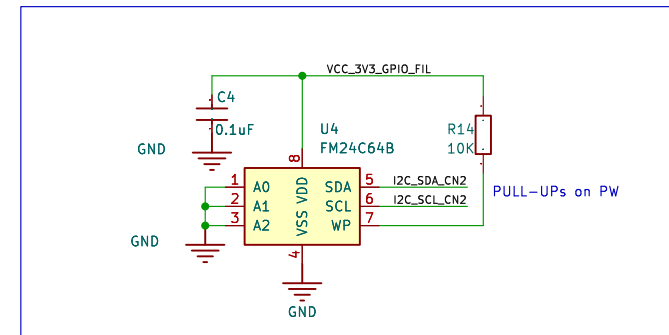 VCC_3V3_GPIO_FIL
C4
0.1uF
GND
U4
FM24C64B
R14
10K
8
1 A0 VDD SDA 5 I2C_SDA_CN2
2 A1 SCL 6 I2C_SCL_CN2
3 A2 VSS WP 7
PULL-UPs on PW
GND
4
GND